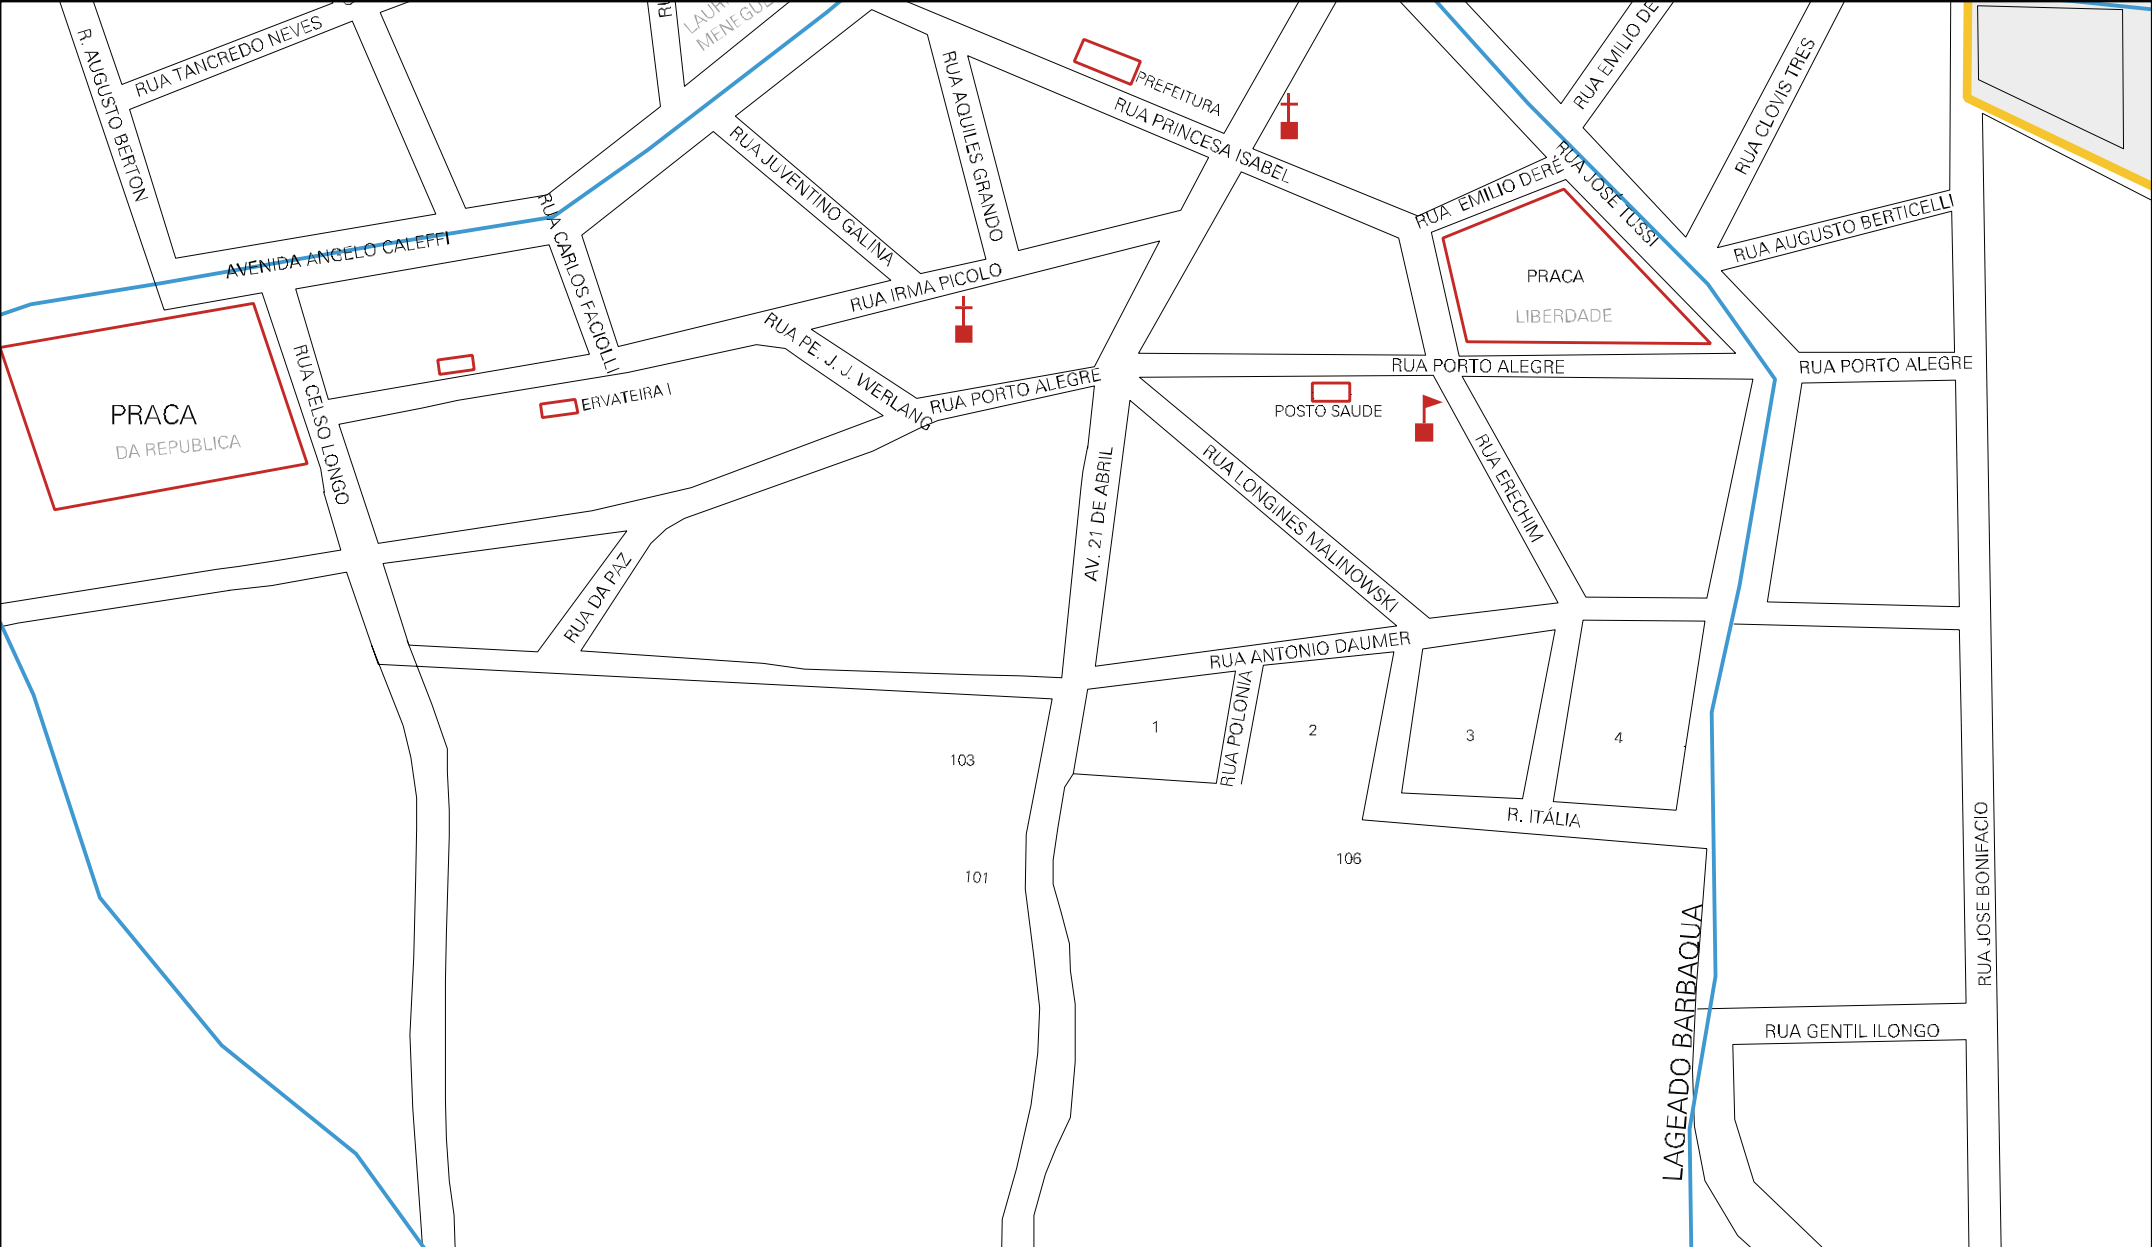 R. AUGUSTO BERTON
RUA TANCREDO NEVES
MENEGU
PREFEITURA
RUA AQUILES GRANDO
RUA PRINCESA ISABEL
RUA JUVENTINO GALINA
RUA EMILIO DE
RUA CLOVIS TRES
RUA JOSE TUSSI
RUA EMILIO DERÉ
RUA AUGUSTO BERTICELLI
AVENIDA ANGELO CALEFFI
RUA CARLOS FACIOLLI
RUA IRMA PICOLO
PRACA
LIBERDADE
RUA PE. J. J. WERLANG
RUA CELSO LONGO
RUA PORTO ALEGRE
RUA PORTO ALEGRE
RUA PORTO ALEGRE
ERVATEIRA I
POSTO SAUDE
PRACA
DA REPUBLICA
AV. 21 DE ABRIL
RUA LONGINES MALINOWSKI
RUA ERECHIM
RUA DA PAZ
RUA ANTONIO DAUMER
RUA POLONIA
1
2
3
4
103
R. ITÁLIA
106
101
RUA JOSE BONIFACIO
LAGEADO BARBAQUA
RUA GENTIL ILONGO